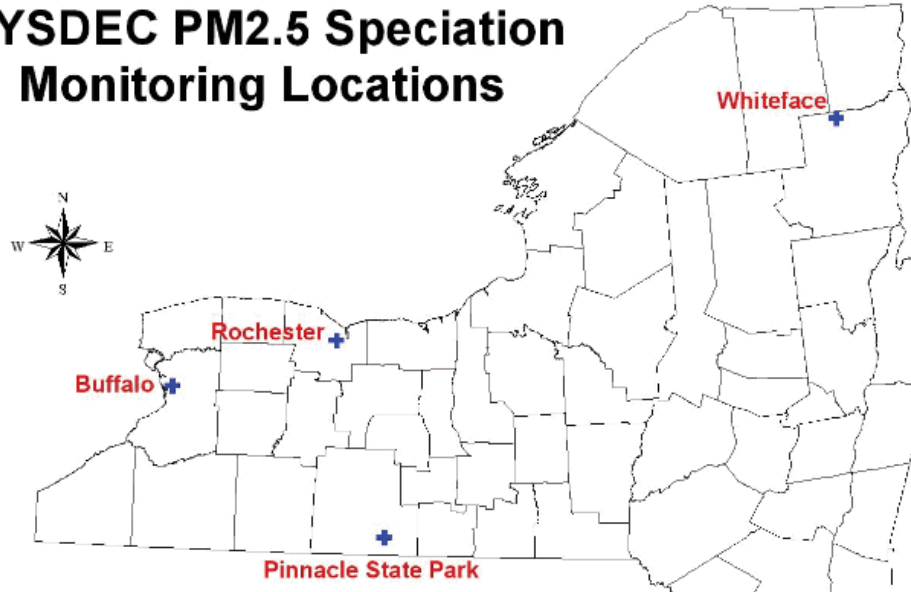 YSDEC PM2.5 Speciation
Monitoring Locations
Whiteface
N
W E
S
Rochester
Buffalo
Pinnacle State Park